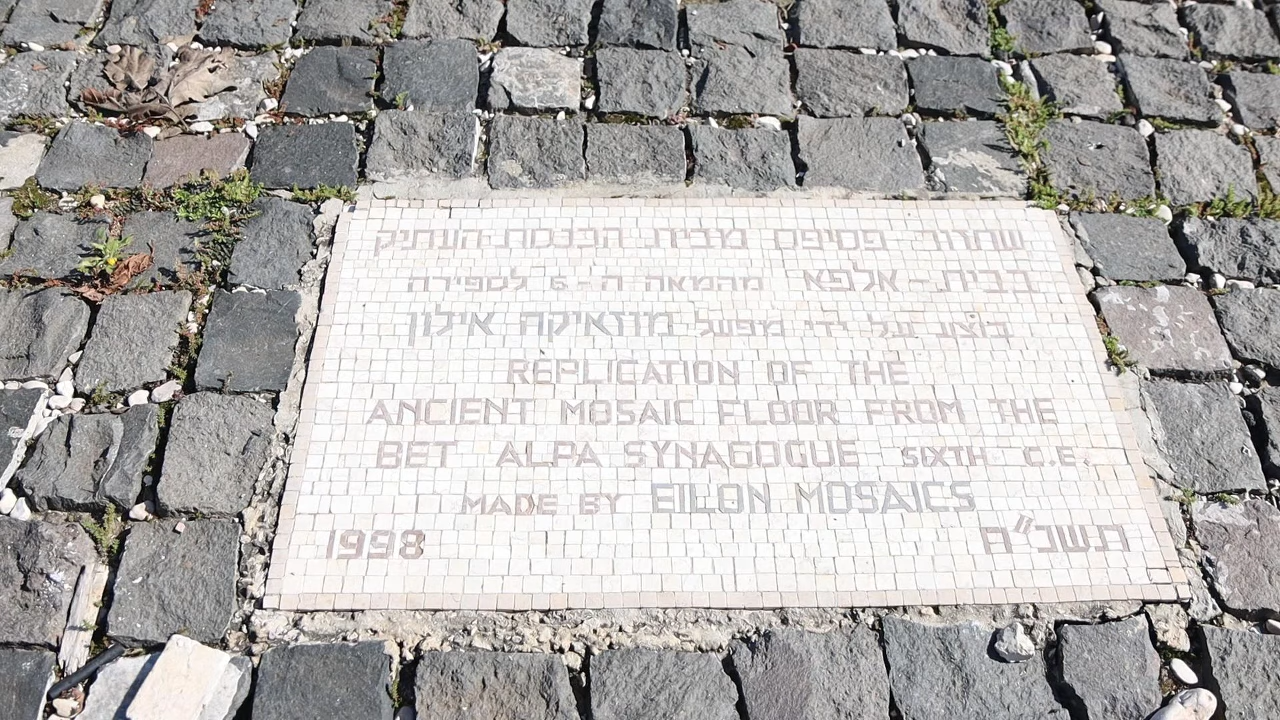 שחזור פסיפס מבית הכנסת העתיק
בבית-אלפא מהמאה ה-6 לספירה
בוצע על ידי מפעל מוזאיקה אילון
REPLICATION OF THE
ANCIENT MOSAIC FLOOR FROM THE
BET ALPA SYNAGOGUE SIXTH C.E.
MADE BY EILON MOSAICS
1998 תשנ"ח